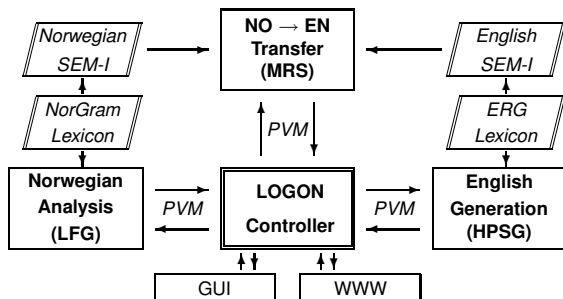 Norwegian
SEM-I
NO → EN
Transfer
(MRS)
English
SEM-I
NorGram
Lexicon
PVM
ERG
Lexicon
Norwegian
Analysis
(LFG)
PVM
LOGON
Controller
PVM
English
Generation
(HPSG)
GUI
WWW